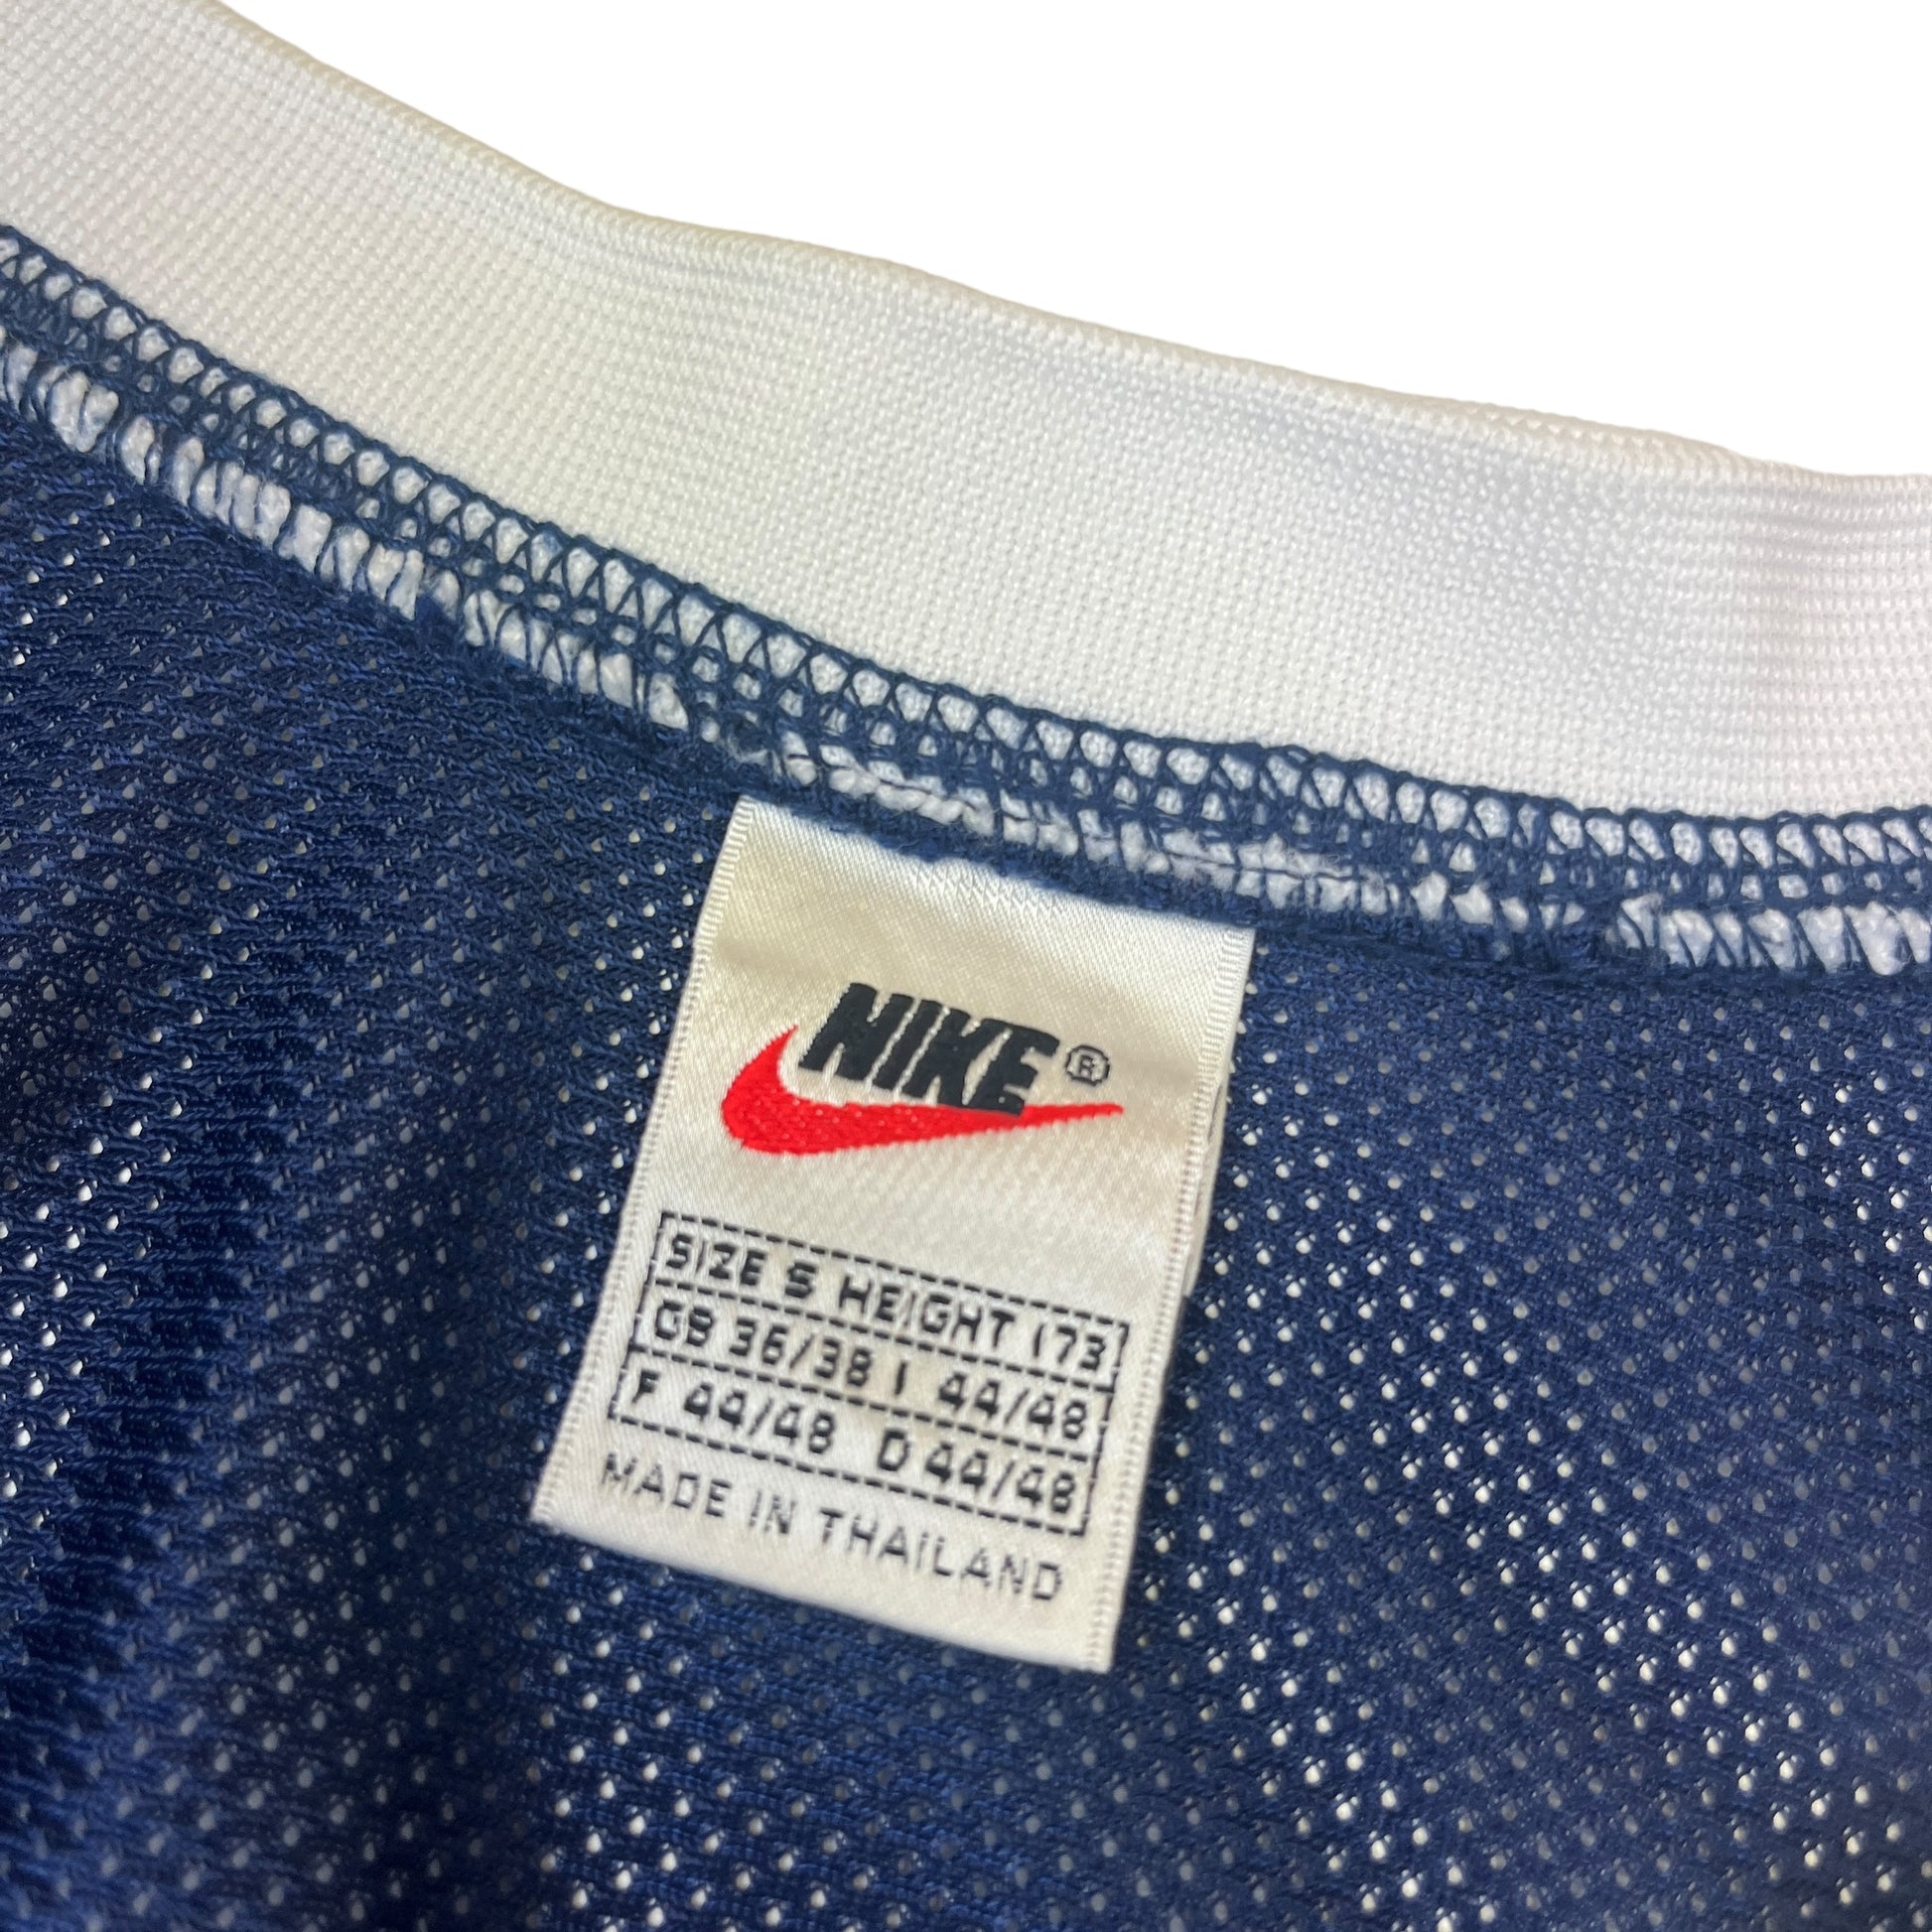 NIKE®
SIZE S HEIGHT 173
GB 36/38 I 44/48
F 44/48 D 44/48
MADE IN THAILAND